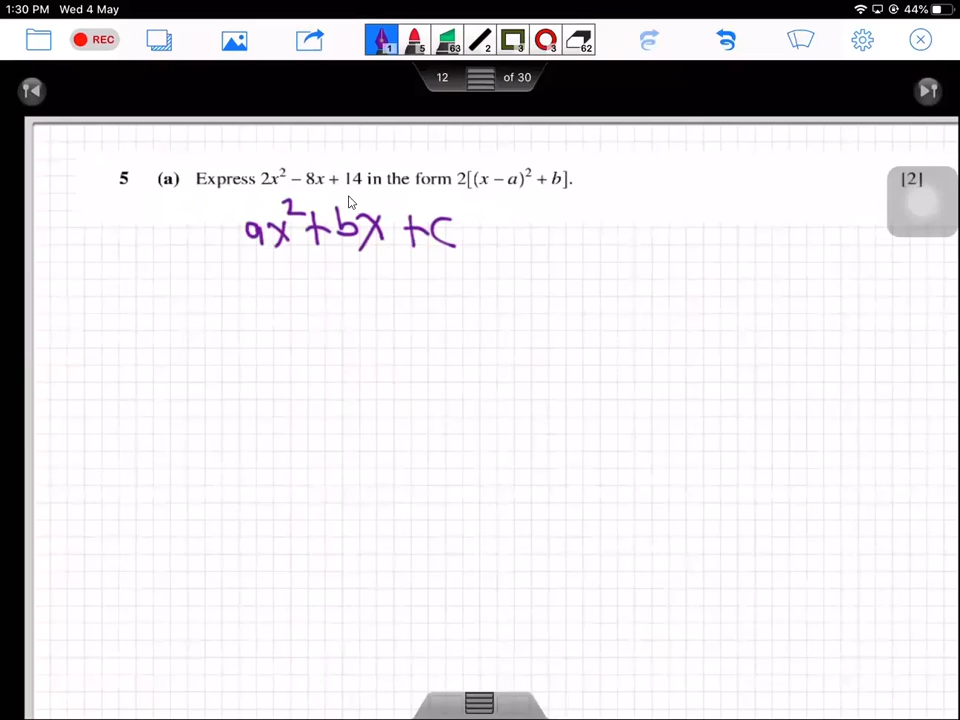 1:30 PM Wed 4 May 44%
REC 1 5 63 2 3 3 62
12 of 30
5 (a) Express 2x² − 8x + 14 in the form 2[(x − a)² + b]. [2]
ax² + bx + c